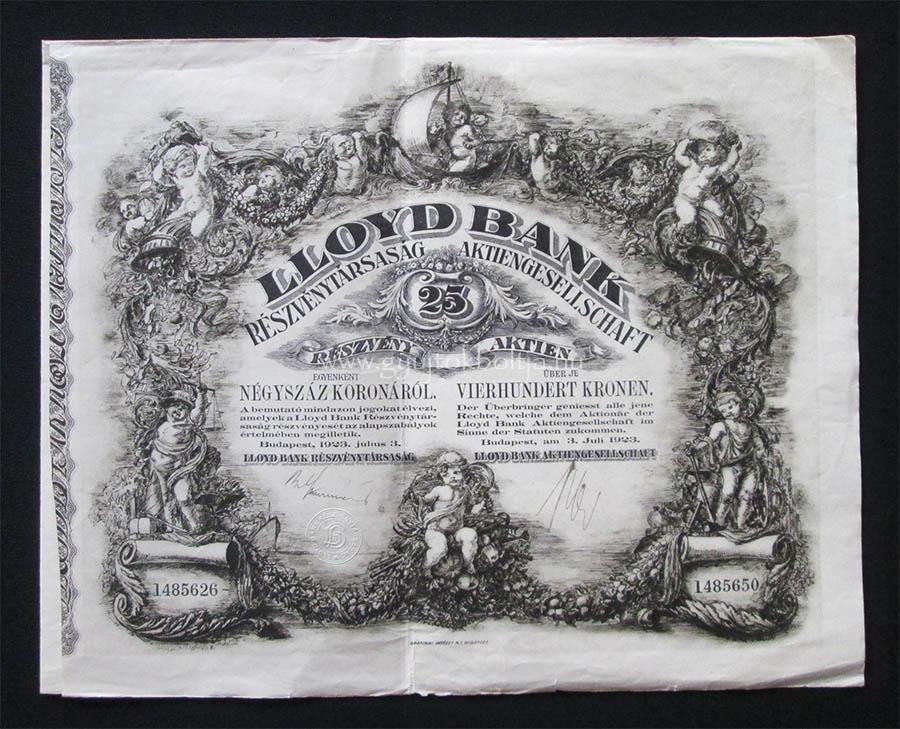 LLOYD BANK
RÉSZVÉNYTÁRSASÁG AKTIENGESELLSCHAFT
25
RÉSZVÉNY AKTIEN
www.gyujtokboltja.hu
EGYENKÉNT
NÉGYSZÁZ KORONÁRÓL.
A bemutató mindazon jogokat élvezi,
amelyek a Lloyd Bank Részvénytár-
saság részvényesét az alapszabályok
értelmében megilletik.
Budapest, 1923. július 3.
LLOYD BANK RÉSZVÉNYTÁRSASÁG
ÜBER JE
VIERHUNDERT KRONEN.
Der Überbringer geniesst alle jene
Rechte, welche dem Aktionär der
Lloyd Bank Aktiengesellschaft im
Sinne der Statuten zukommen.
Budapest, am 3. Juli 1923.
LLOYD BANK AKTIENGESELLSCHAFT
1485626 -
1485650